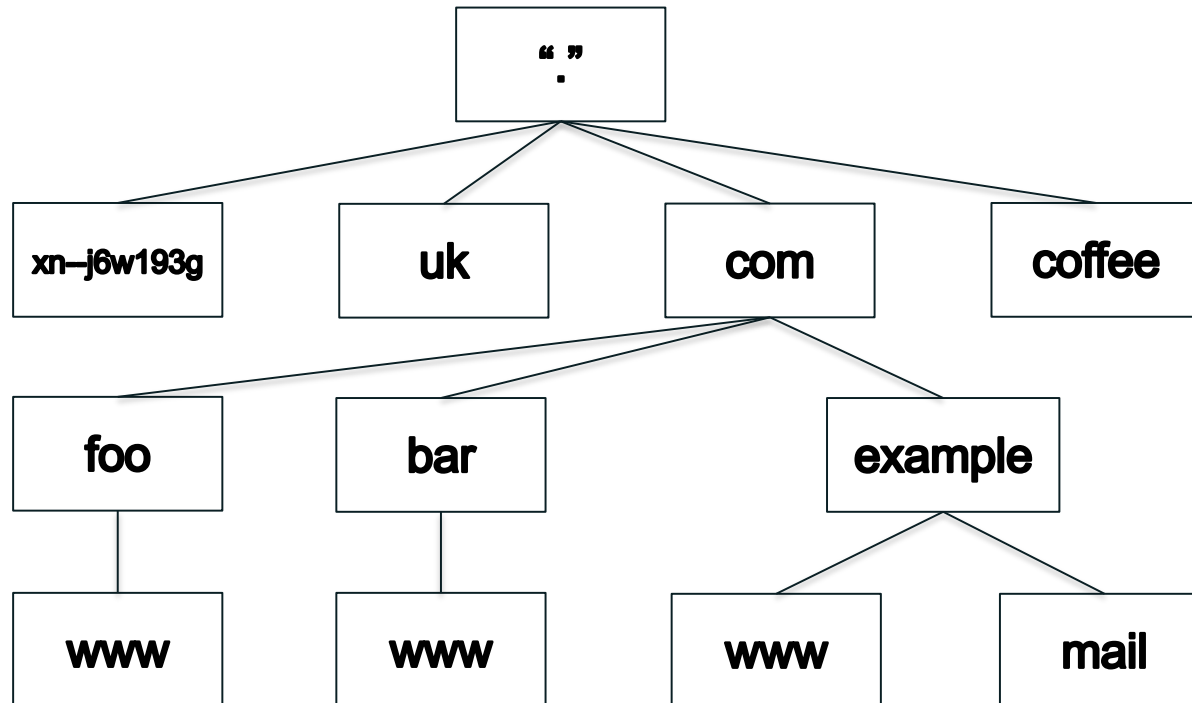 “.”
xn--j6w193g
uk
com
coffee
foo
bar
example
www
www
www
mail